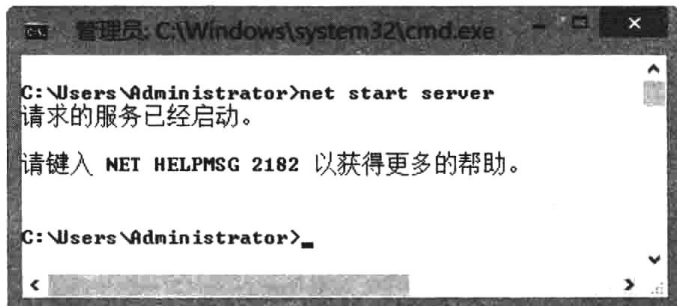 管理员: C:\Windows\system32\cmd.exe
C:\Users\Administrator>net start server
请求的服务已经启动。
请键入 NET HELPMSG 2182 以获得更多的帮助。
C:\Users\Administrator>